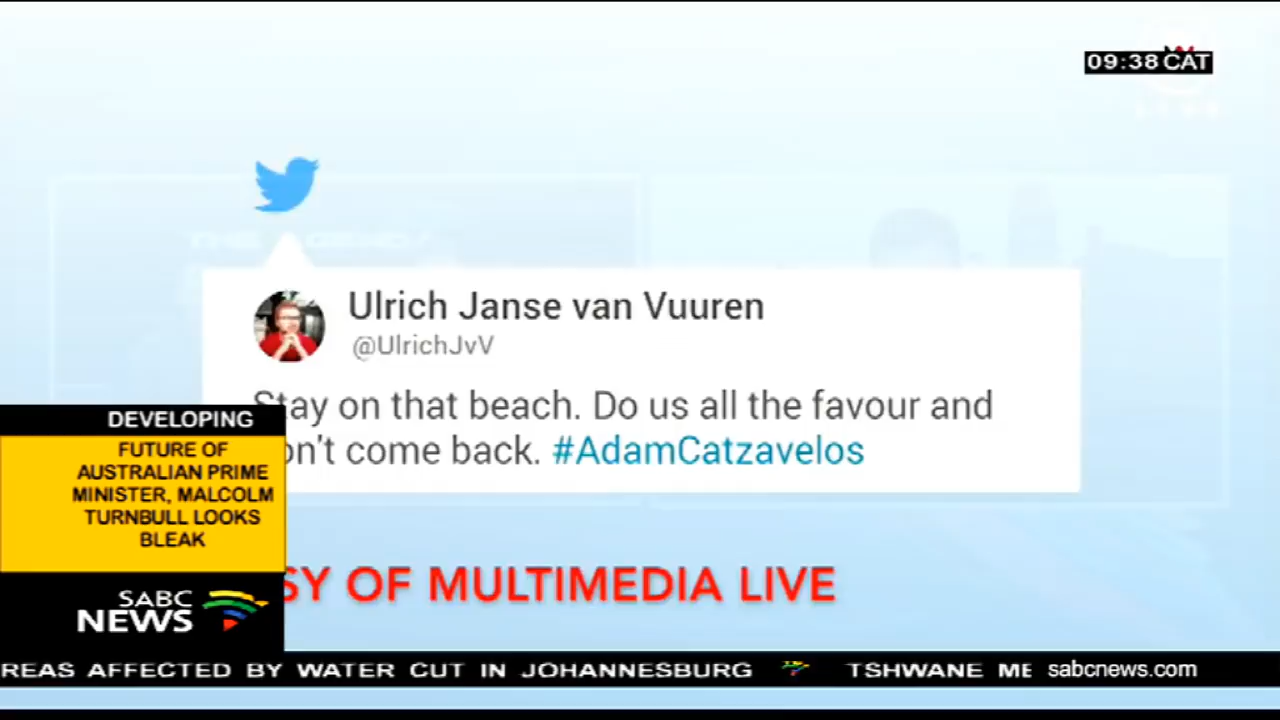 09:38 CAT
Ulrich Janse van Vuuren
@UlrichJvV
Stay on that beach. Do us all the favour and
on't come back. #AdamCatzavelos
DEVELOPING
FUTURE OF
AUSTRALIAN PRIME
MINISTER, MALCOLM
TURNBULL LOOKS
BLEAK
SY OF MULTIMEDIA LIVE
SABC
NEWS
REAS AFFECTED BY WATER CUT IN JOHANNESBURG TSHWANE ME sabcnews.com